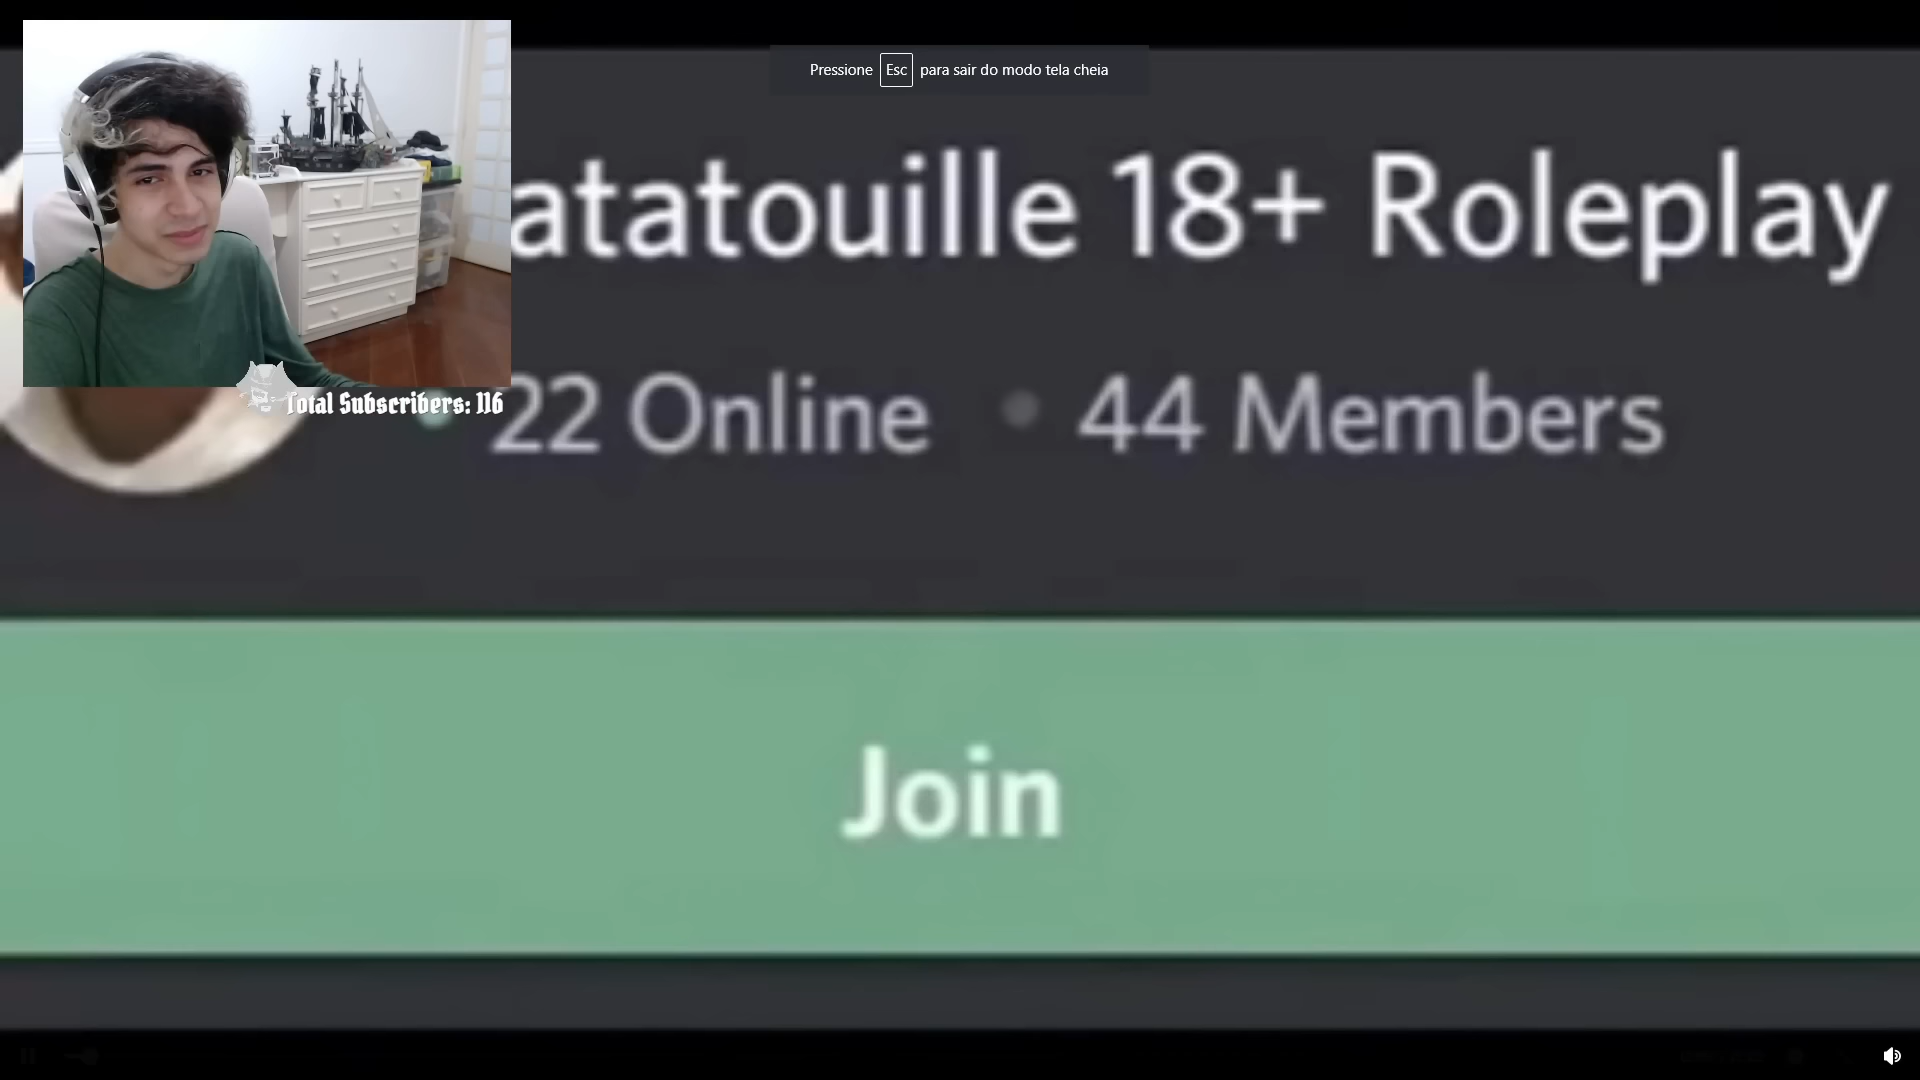 Pressione Esc para sair do modo tela cheia
atatouille 18+ Roleplay
Total Subscribers: 116
22 Online 44 Members
Join